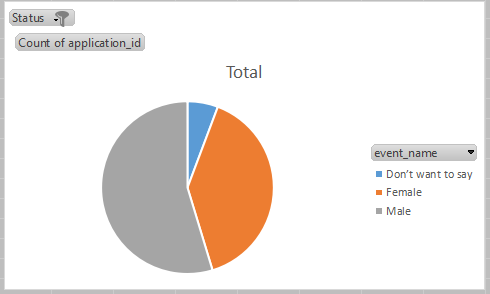 Status
Count of application_id
Total
event_name
Don't want to say
Female
Male